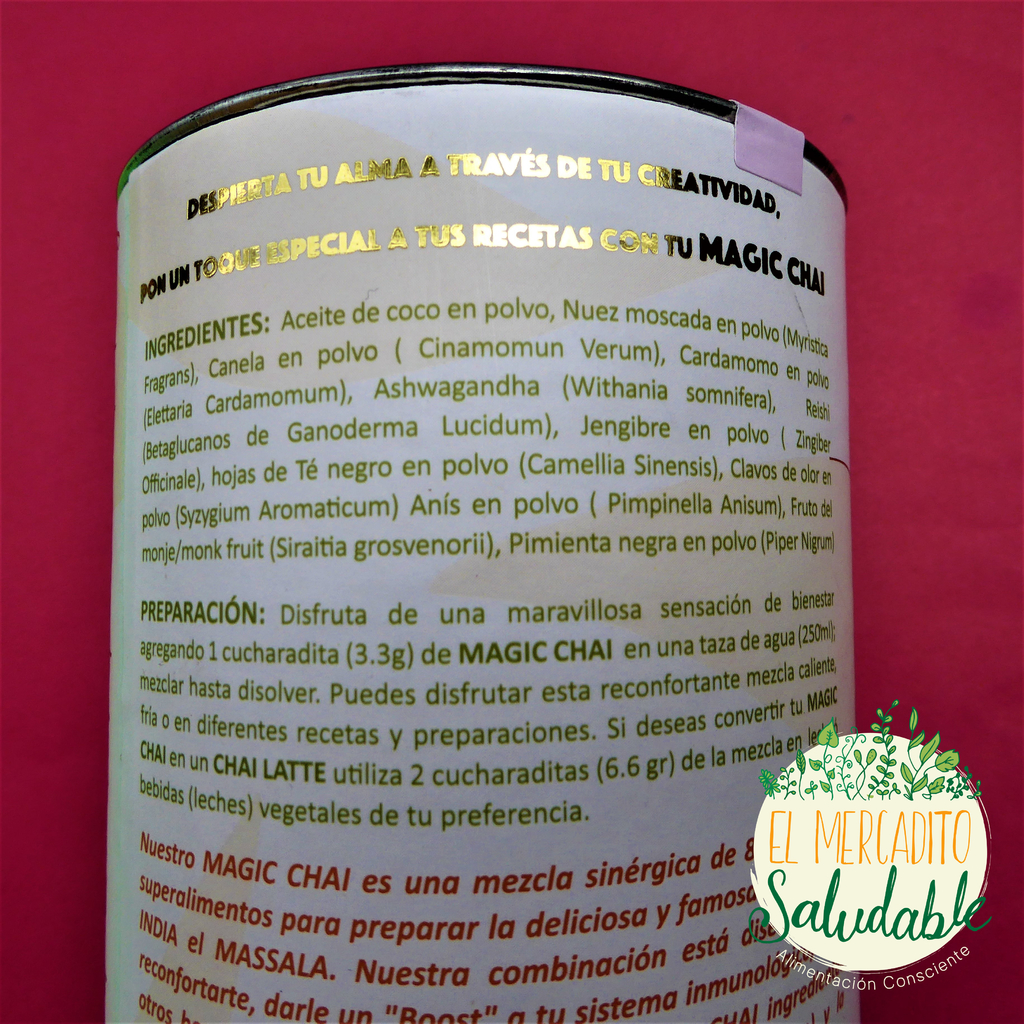 DESPIERTA TU ALMA A TRAVÉS DE TU CREATIVIDAD,
PON UN TOQUE ESPECIAL A TUS RECETAS CON TU MAGIC CHAI
INGREDIENTES: Aceite de coco en polvo, Nuez moscada en polvo (Myristica
Fragrans), Canela en polvo ( Cinamomun Verum), Cardamomo en polvo
(Elettaria Cardamomum), Ashwagandha (Withania somnifera), Reishi
(Betaglucanos de Ganoderma Lucidum), Jengibre en polvo ( Zingiber
Officinale), hojas de Té negro en polvo (Camellia Sinensis), Clavos de olor en
polvo (Syzygium Aromaticum) Anís en polvo ( Pimpinella Anisum), Fruto del
monje/monk fruit (Siraitia grosvenorii), Pimienta negra en polvo (Piper Nigrum)
PREPARACIÓN: Disfruta de una maravillosa sensación de bienestar
agregando 1 cucharadita (3.3g) de MAGIC CHAI en una taza de agua (250ml);
mezclar hasta disolver. Puedes disfrutar esta reconfortante mezcla caliente,
fria o en diferentes recetas y preparaciones. Si deseas convertir tu MAGIC
CHAI en un CHAI LATTE utiliza 2 cucharaditas (6.6 gr) de la mezcla en
bebidas (leches) vegetales de tu preferencia.
Nuestro MAGIC CHAI es una mezcla sinérgica de 8
superalimentos para preparar la deliciosa y famosa
INDIA el MASSALA. Nuestra combinación está
reconfortarte, darle un "Boost" a tu sistema
otros CHAI
EL MERCADITO
Saludable
Alimentación Consciente